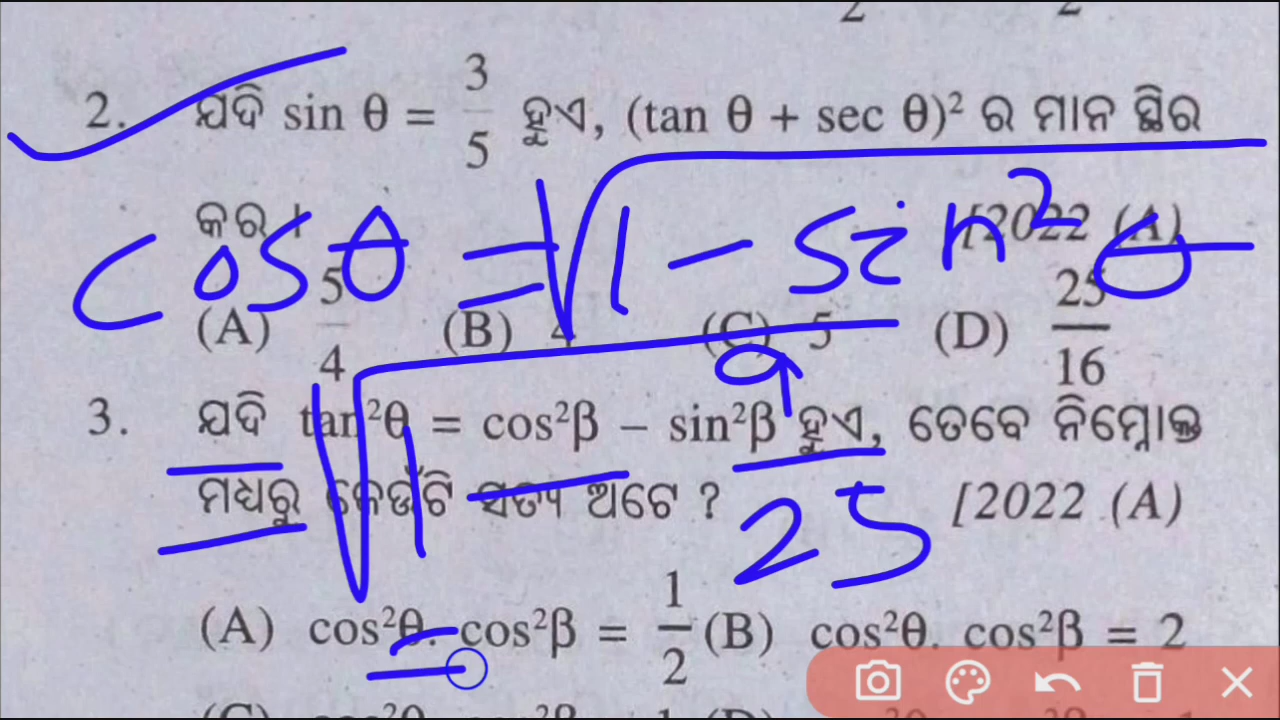 2. ଯଦି sin θ = 3/5 ହୁଏ, (tan θ + sec θ)² ର ମାନ ସ୍ଥିର
କର ।
[2022 (A)
cosθ = √1 - sin²θ
(A) 5/4 (B) 4 (C) 5 (D) 25/16
= √1 - 9/25
3. ଯଦି tan²θ = cos²β – sin²β ହୁଏ, ତେବେ ନିମ୍ନୋକ୍ତ
ମଧ୍ୟରୁ କେଉଁଟି ସତ୍ୟ ଅଟେ ? [2022 (A)
(A) cos²θ. cos²β = 1/2 (B) cos²θ. cos²β = 2